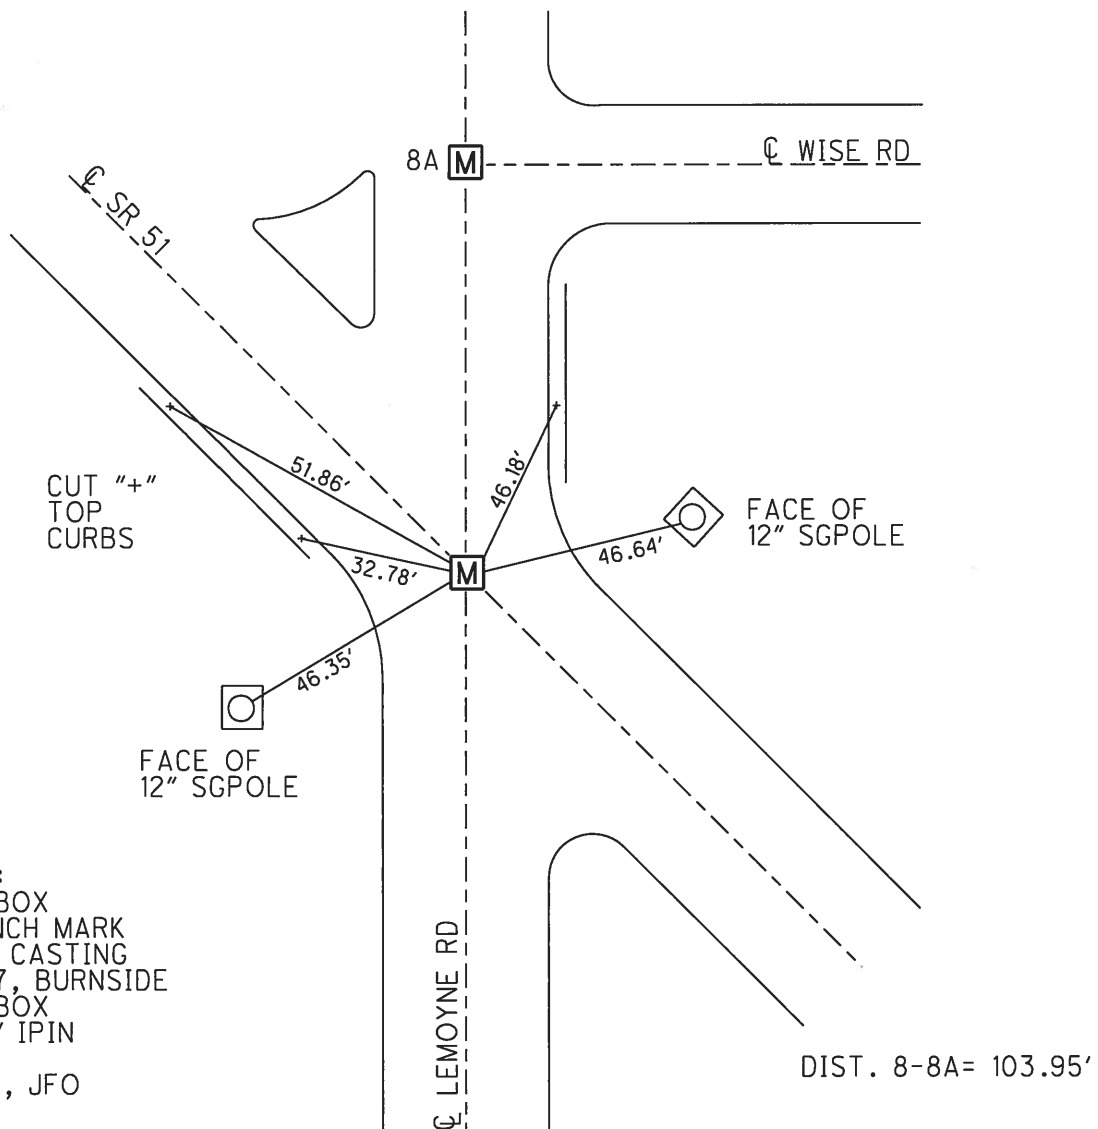 8A M
℄ WISE RD
℄ SR 51
51.86'
46.18'
CUT "+"
TOP
CURBS
FACE OF
12" SGPOLE
46.64'
32.78'
M
46.35'
FACE OF
12" SGPOLE
BOX
NCH MARK
CASTING
7, BURNSIDE
BOX
IPIN
, JFO
℄ LEMOYNE RD
DIST. 8-8A= 103.95'